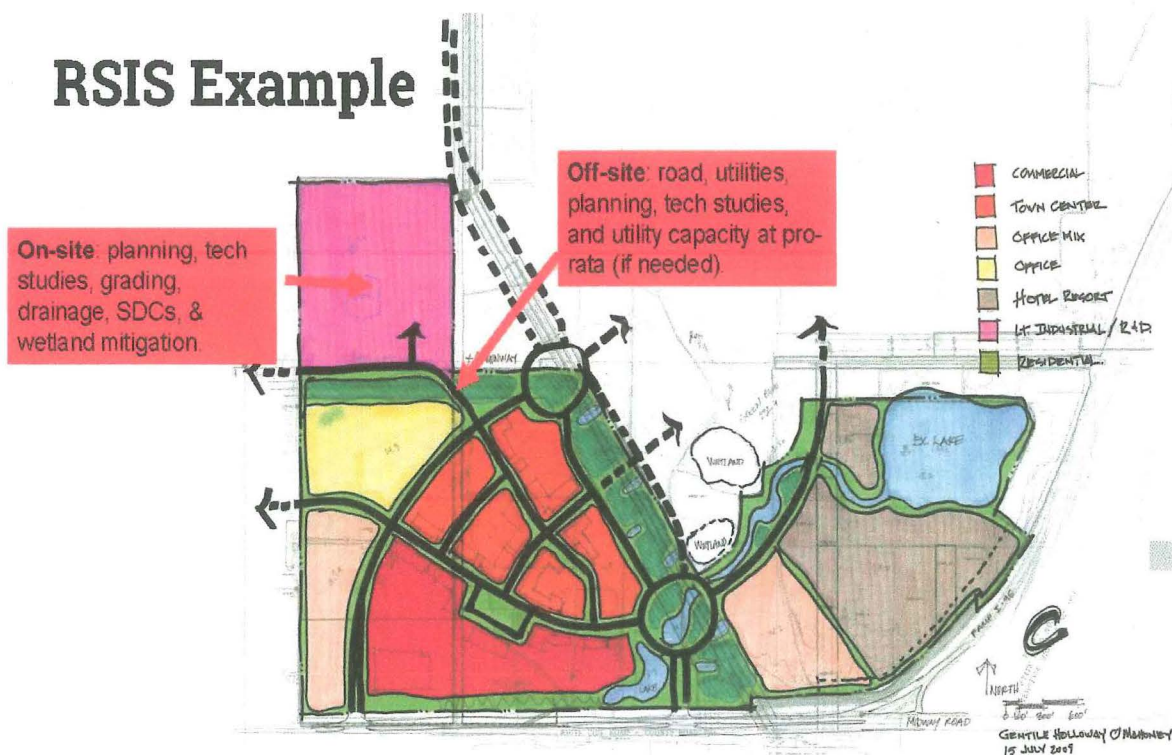 RSIS Example
On-site: planning, tech
studies, grading,
drainage, SDCs, &
wetland mitigation.
Off-site: road, utilities,
planning, tech studies,
and utility capacity at pro-
rata (if needed).
COMMERCIAL
TOWN CENTER
OFFICE MIX
OFFICE
HOTEL RESORT
LT. INDUSTRIAL / R+D.
RESIDENTIAL
WETLAND
WETLAND
EX LAKE
LAKE
NORTH
MIDWAY ROAD
GENTILE HOLLOWAY O'MAHONEY
15 JULY 2009